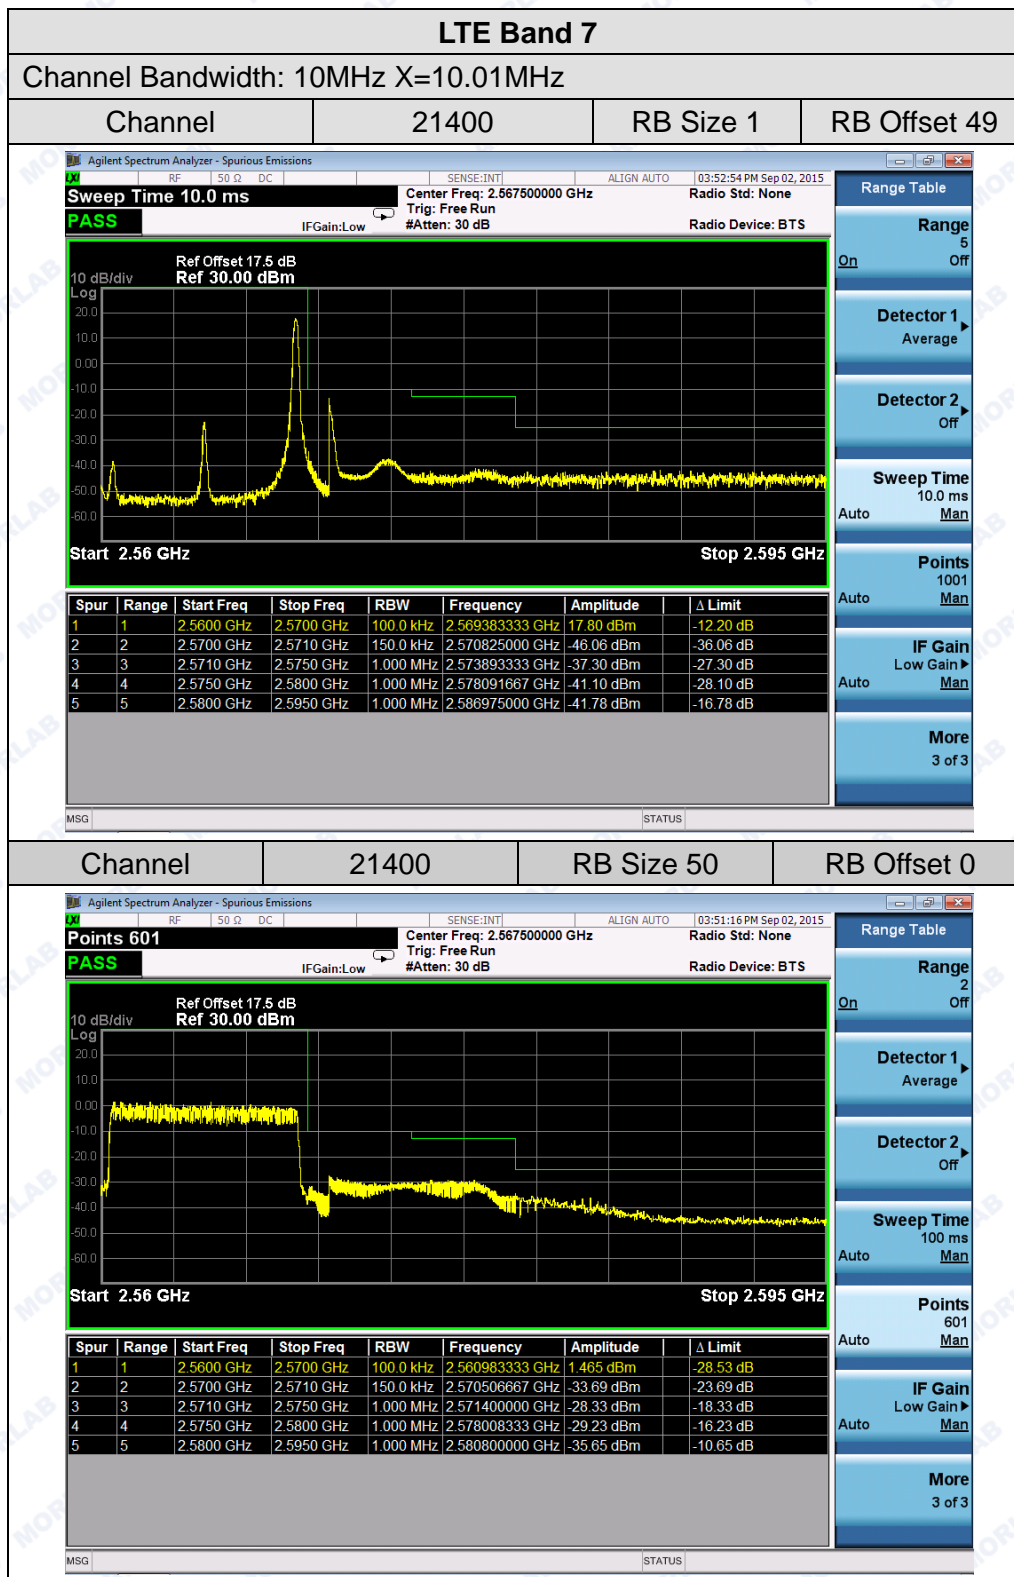 LTE Band 7
Channel Bandwidth: 10MHz X=10.01MHz
Channel 21400 RB Size 1 RB Offset 49
Agilent Spectrum Analyzer - Spurious Emissions
LXI RF 50 Ω DC SENSE:INT ALIGN AUTO 03:52:54 PM Sep 02, 2015
Sweep Time 10.0 ms Center Freq: 2.567500000 GHz Radio Std: None
PASS Trig: Free Run
IFGain:Low #Atten: 30 dB Radio Device: BTS
Ref Offset 17.5 dB
10 dB/div Ref 30.00 dBm
Log
20.0
10.0
0.00
-10.0
-20.0
-30.0
-40.0
-50.0
-60.0
Start 2.56 GHz Stop 2.595 GHz
Spur Range Start Freq Stop Freq RBW Frequency Amplitude Δ Limit
1 1 2.5600 GHz 2.5700 GHz 100.0 kHz 2.569383333 GHz 17.80 dBm -12.20 dB
2 2 2.5700 GHz 2.5710 GHz 150.0 kHz 2.570825000 GHz -46.06 dBm -36.06 dB
3 3 2.5710 GHz 2.5750 GHz 1.000 MHz 2.573893333 GHz -37.30 dBm -27.30 dB
4 4 2.5750 GHz 2.5800 GHz 1.000 MHz 2.578091667 GHz -41.10 dBm -28.10 dB
5 5 2.5800 GHz 2.5950 GHz 1.000 MHz 2.586975000 GHz -41.78 dBm -16.78 dB
MSG STATUS
Range Table
Range
5
On Off
Detector 1
Average
Detector 2
Off
Sweep Time
10.0 ms
Auto Man
Points
1001
Auto Man
IF Gain
Low Gain
Auto Man
More
3 of 3
Channel 21400 RB Size 50 RB Offset 0
Agilent Spectrum Analyzer - Spurious Emissions
LXI RF 50 Ω DC SENSE:INT ALIGN AUTO 03:51:16 PM Sep 02, 2015
Points 601 Center Freq: 2.567500000 GHz Radio Std: None
PASS Trig: Free Run
IFGain:Low #Atten: 30 dB Radio Device: BTS
Ref Offset 17.5 dB
10 dB/div Ref 30.00 dBm
Log
20.0
10.0
0.00
-10.0
-20.0
-30.0
-40.0
-50.0
-60.0
Start 2.56 GHz Stop 2.595 GHz
Spur Range Start Freq Stop Freq RBW Frequency Amplitude Δ Limit
1 1 2.5600 GHz 2.5700 GHz 100.0 kHz 2.560983333 GHz 1.465 dBm -28.53 dB
2 2 2.5700 GHz 2.5710 GHz 150.0 kHz 2.570506667 GHz -33.69 dBm -23.69 dB
3 3 2.5710 GHz 2.5750 GHz 1.000 MHz 2.571400000 GHz -28.33 dBm -18.33 dB
4 4 2.5750 GHz 2.5800 GHz 1.000 MHz 2.578008333 GHz -29.23 dBm -16.23 dB
5 5 2.5800 GHz 2.5950 GHz 1.000 MHz 2.580800000 GHz -35.65 dBm -10.65 dB
MSG STATUS
Range Table
Range
2
On Off
Detector 1
Average
Detector 2
Off
Sweep Time
100 ms
Auto Man
Points
601
Auto Man
IF Gain
Low Gain
Auto Man
More
3 of 3